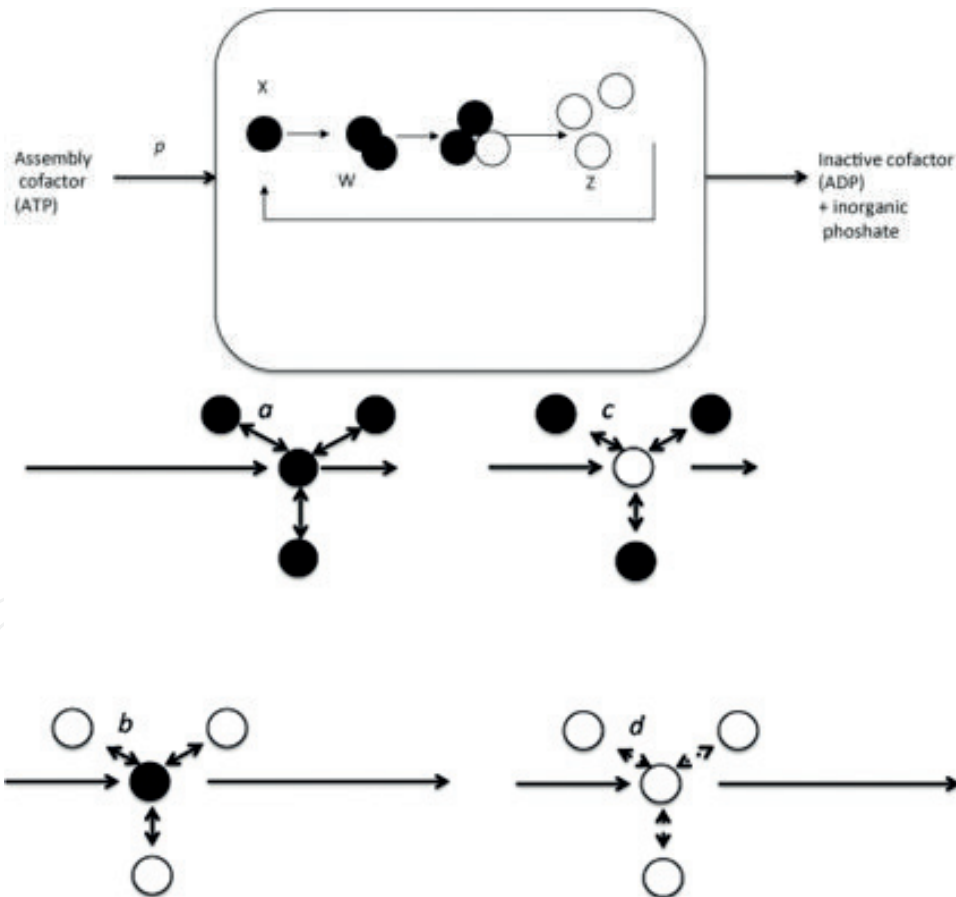 X
p
Assembly
cofactor
(ATP)
W
Z
Inactive cofactor
(ADP)
+ inorganic
phoshate
a
c
b
d